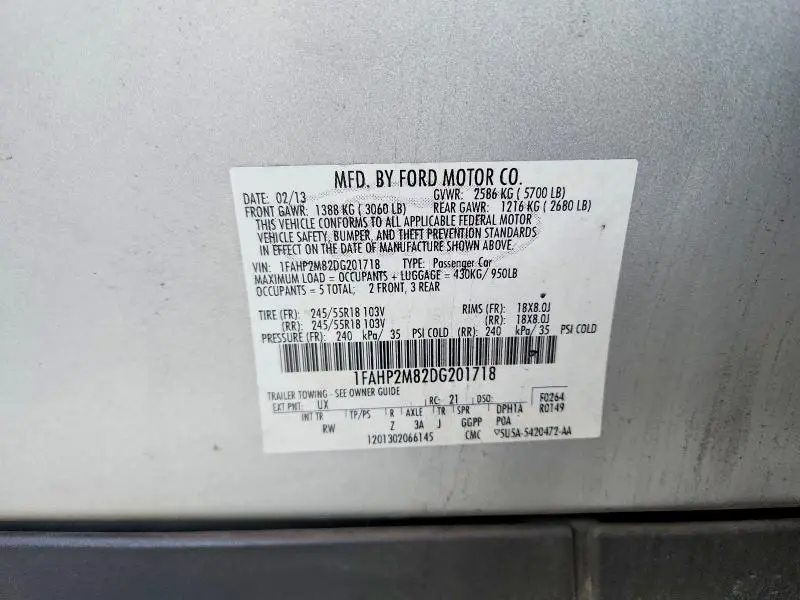 MFD. BY FORD MOTOR CO.
DATE: 02/13 GVWR: 2586 KG ( 5700 LB)
FRONT GAWR: 1388 KG ( 3060 LB) REAR GAWR: 1216 KG ( 2680 LB)
THIS VEHICLE CONFORMS TO ALL APPLICABLE FEDERAL MOTOR
VEHICLE SAFETY, BUMPER, AND THEFT PREVENTION STANDARDS
IN EFFECT ON THE DATE OF MANUFACTURE SHOWN ABOVE.
VIN: 1FAHP2M82DG201718 TYPE: Passenger Car
MAXIMUM LOAD = OCCUPANTS + LUGGAGE = 430KG/ 950LB
OCCUPANTS = 5 TOTAL; 2 FRONT, 3 REAR
TIRE (FR): 245/55R18 103V RIMS (FR): 18X8.0J
(RR): 245/55R18 103V (RR): 18X8.0J
PRESSURE (FR): 240 kPa/ 35 PSI COLD (RR): 240 kPa/ 35 PSI COLD
1FAHP2M82DG201718
TRAILER TOWING - SEE OWNER GUIDE
EXT PNT: UX RC: 21 DSO: F0264
INT TR TP/PS R AXLE TR SPR DPH1A R0149
RW Z 3A J GGPP POA
1201302066145 CMC 5U5A-5420472-AA